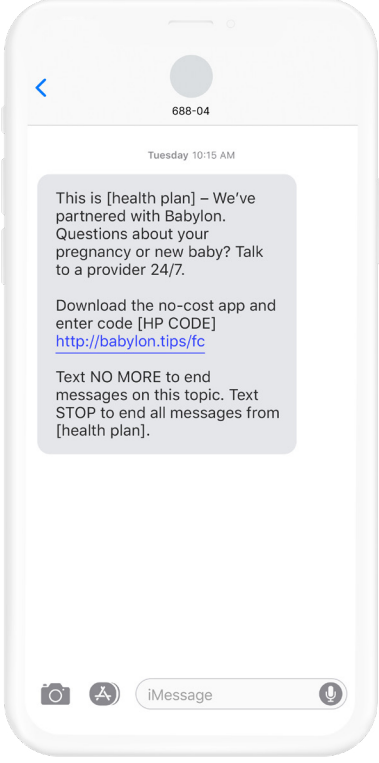 688-04
Tuesday 10:15 AM
This is [health plan] – We’ve
partnered with Babylon.
Questions about your
pregnancy or new baby? Talk
to a provider 24/7.
Download the no-cost app and
enter code [HP CODE]
http://babylon.tips/fc
Text NO MORE to end
messages on this topic. Text
STOP to end all messages from
[health plan].
iMessage